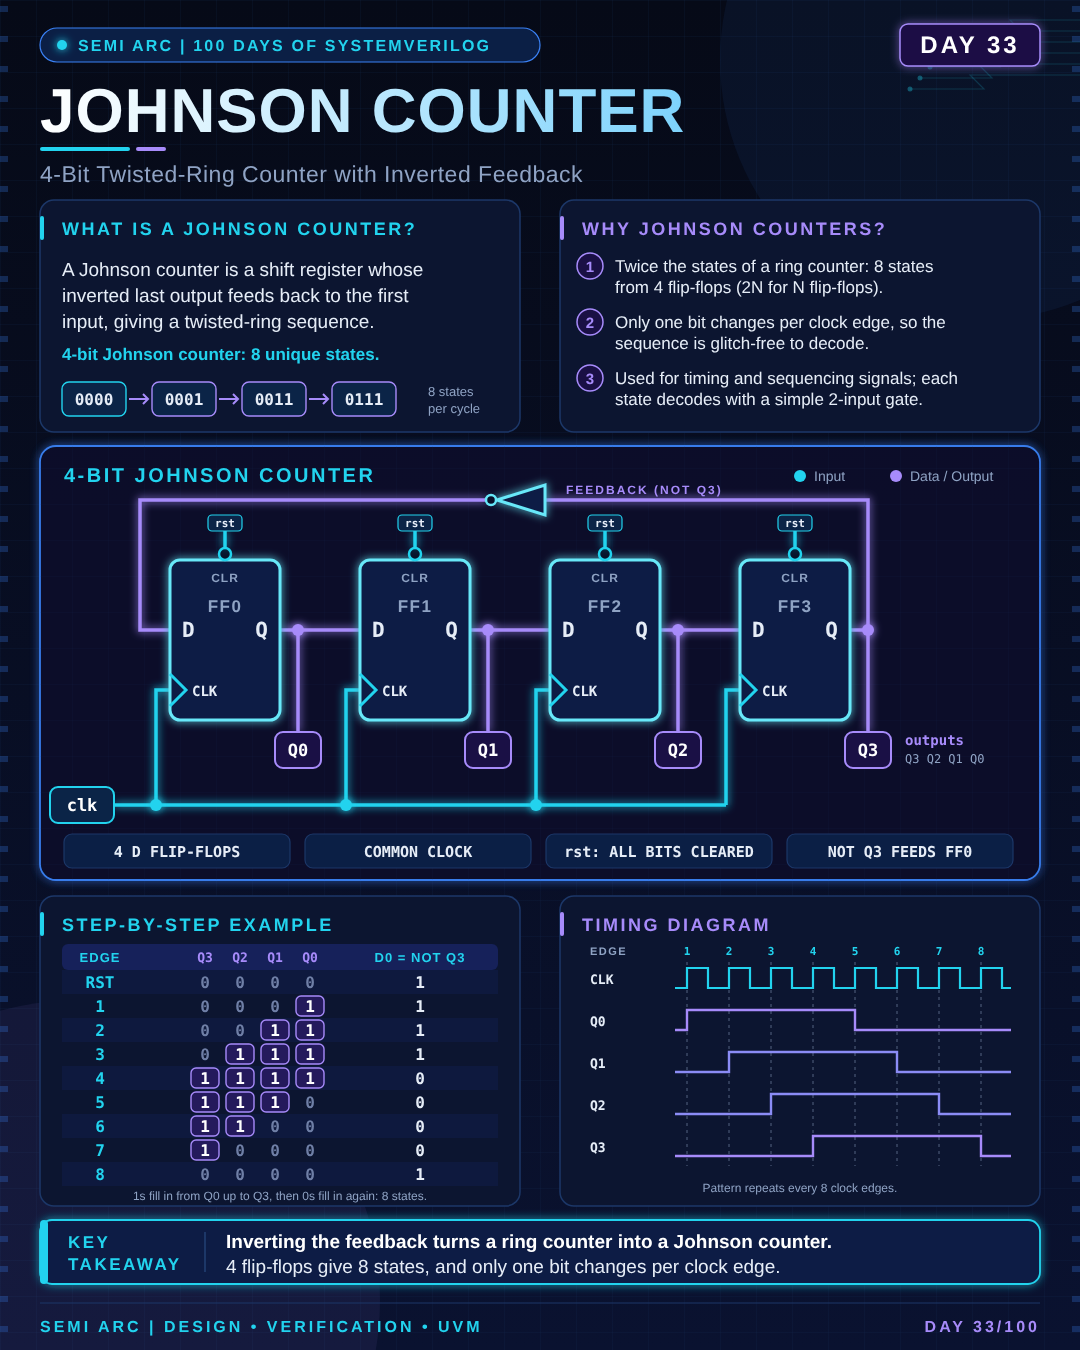 SEMI ARC | 100 DAYS OF SYSTEMVERILOG
DAY 33
JOHNSON COUNTER
4-Bit Twisted-Ring Counter with Inverted Feedback
WHAT IS A JOHNSON COUNTER?
A Johnson counter is a shift register whose
inverted last output feeds back to the first
input, giving a twisted-ring sequence.
4-bit Johnson counter: 8 unique states.
0000 0001 0011 0111
8 states
per cycle
WHY JOHNSON COUNTERS?
1 Twice the states of a ring counter: 8 states
from 4 flip-flops (2N for N flip-flops).
2 Only one bit changes per clock edge, so the
sequence is glitch-free to decode.
3 Used for timing and sequencing signals; each
state decodes with a simple 2-input gate.
4-BIT JOHNSON COUNTER
Input Data / Output
FEEDBACK (NOT Q3)
rst rst rst rst
CLR CLR CLR CLR
FF0 FF1 FF2 FF3
D Q D Q D Q D Q
CLK CLK CLK CLK
Q0 Q1 Q2 Q3
outputs
Q3 Q2 Q1 Q0
clk
4 D FLIP-FLOPS COMMON CLOCK rst: ALL BITS CLEARED NOT Q3 FEEDS FF0
STEP-BY-STEP EXAMPLE
EDGE Q3 Q2 Q1 Q0 D0 = NOT Q3
RST 0 0 0 0 1
1 0 0 0 1 1
2 0 0 1 1 1
3 0 1 1 1 1
4 1 1 1 1 0
5 1 1 1 0 0
6 1 1 0 0 0
7 1 0 0 0 0
8 0 0 0 0 1
1s fill in from Q0 up to Q3, then 0s fill in again: 8 states.
TIMING DIAGRAM
EDGE 1 2 3 4 5 6 7 8
CLK
Q0
Q1
Q2
Q3
Pattern repeats every 8 clock edges.
KEY
TAKEAWAY
Inverting the feedback turns a ring counter into a Johnson counter.
4 flip-flops give 8 states, and only one bit changes per clock edge.
SEMI ARC | DESIGN • VERIFICATION • UVM
DAY 33/100